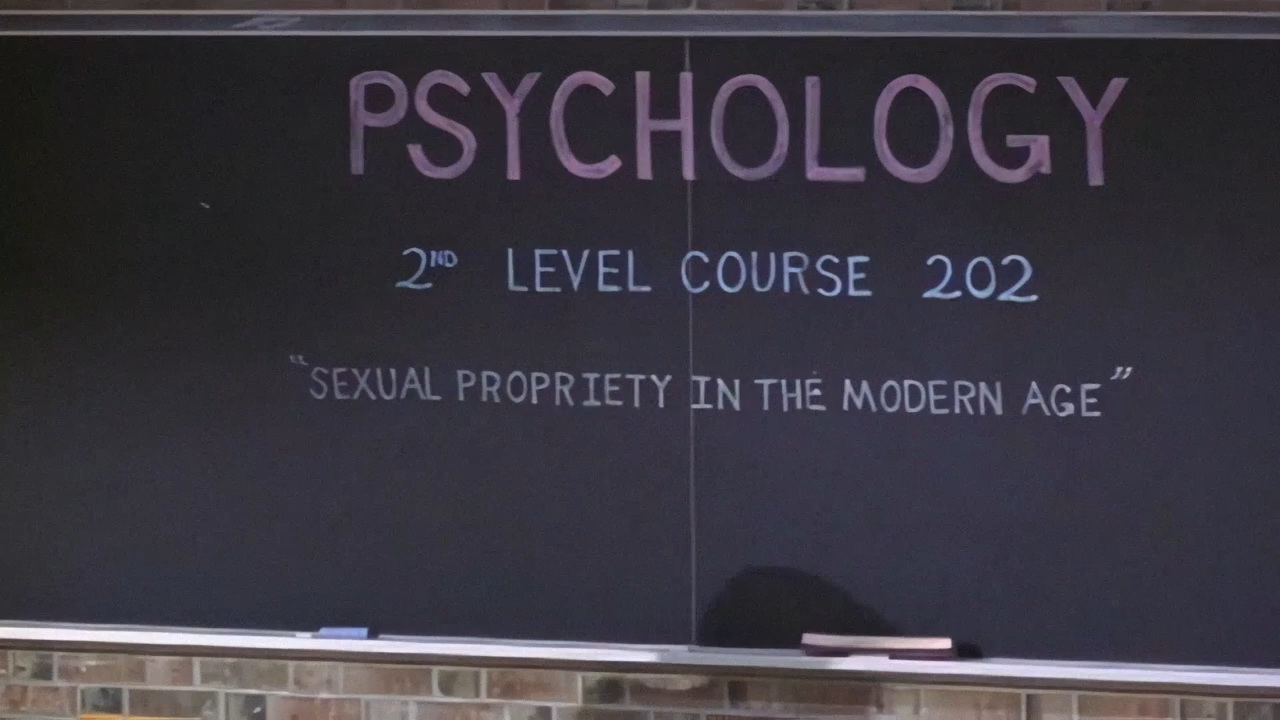 PSYCHOLOGY
2ND LEVEL COURSE 202
"SEXUAL PROPRIETY IN THE MODERN AGE"